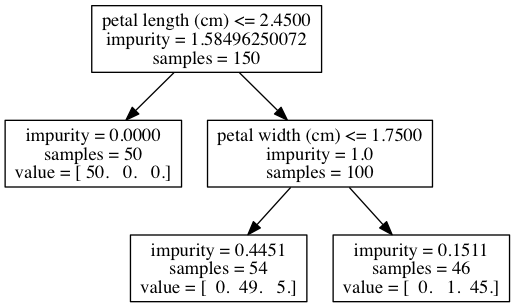 petal length (cm) <= 2.4500
impurity = 1.58496250072
samples = 150
impurity = 0.0000
samples = 50
value = [ 50.  0.  0.]
petal width (cm) <= 1.7500
impurity = 1.0
samples = 100
impurity = 0.4451
samples = 54
value = [  0.  49.  5.]
impurity = 0.1511
samples = 46
value = [  0.  1.  45.]